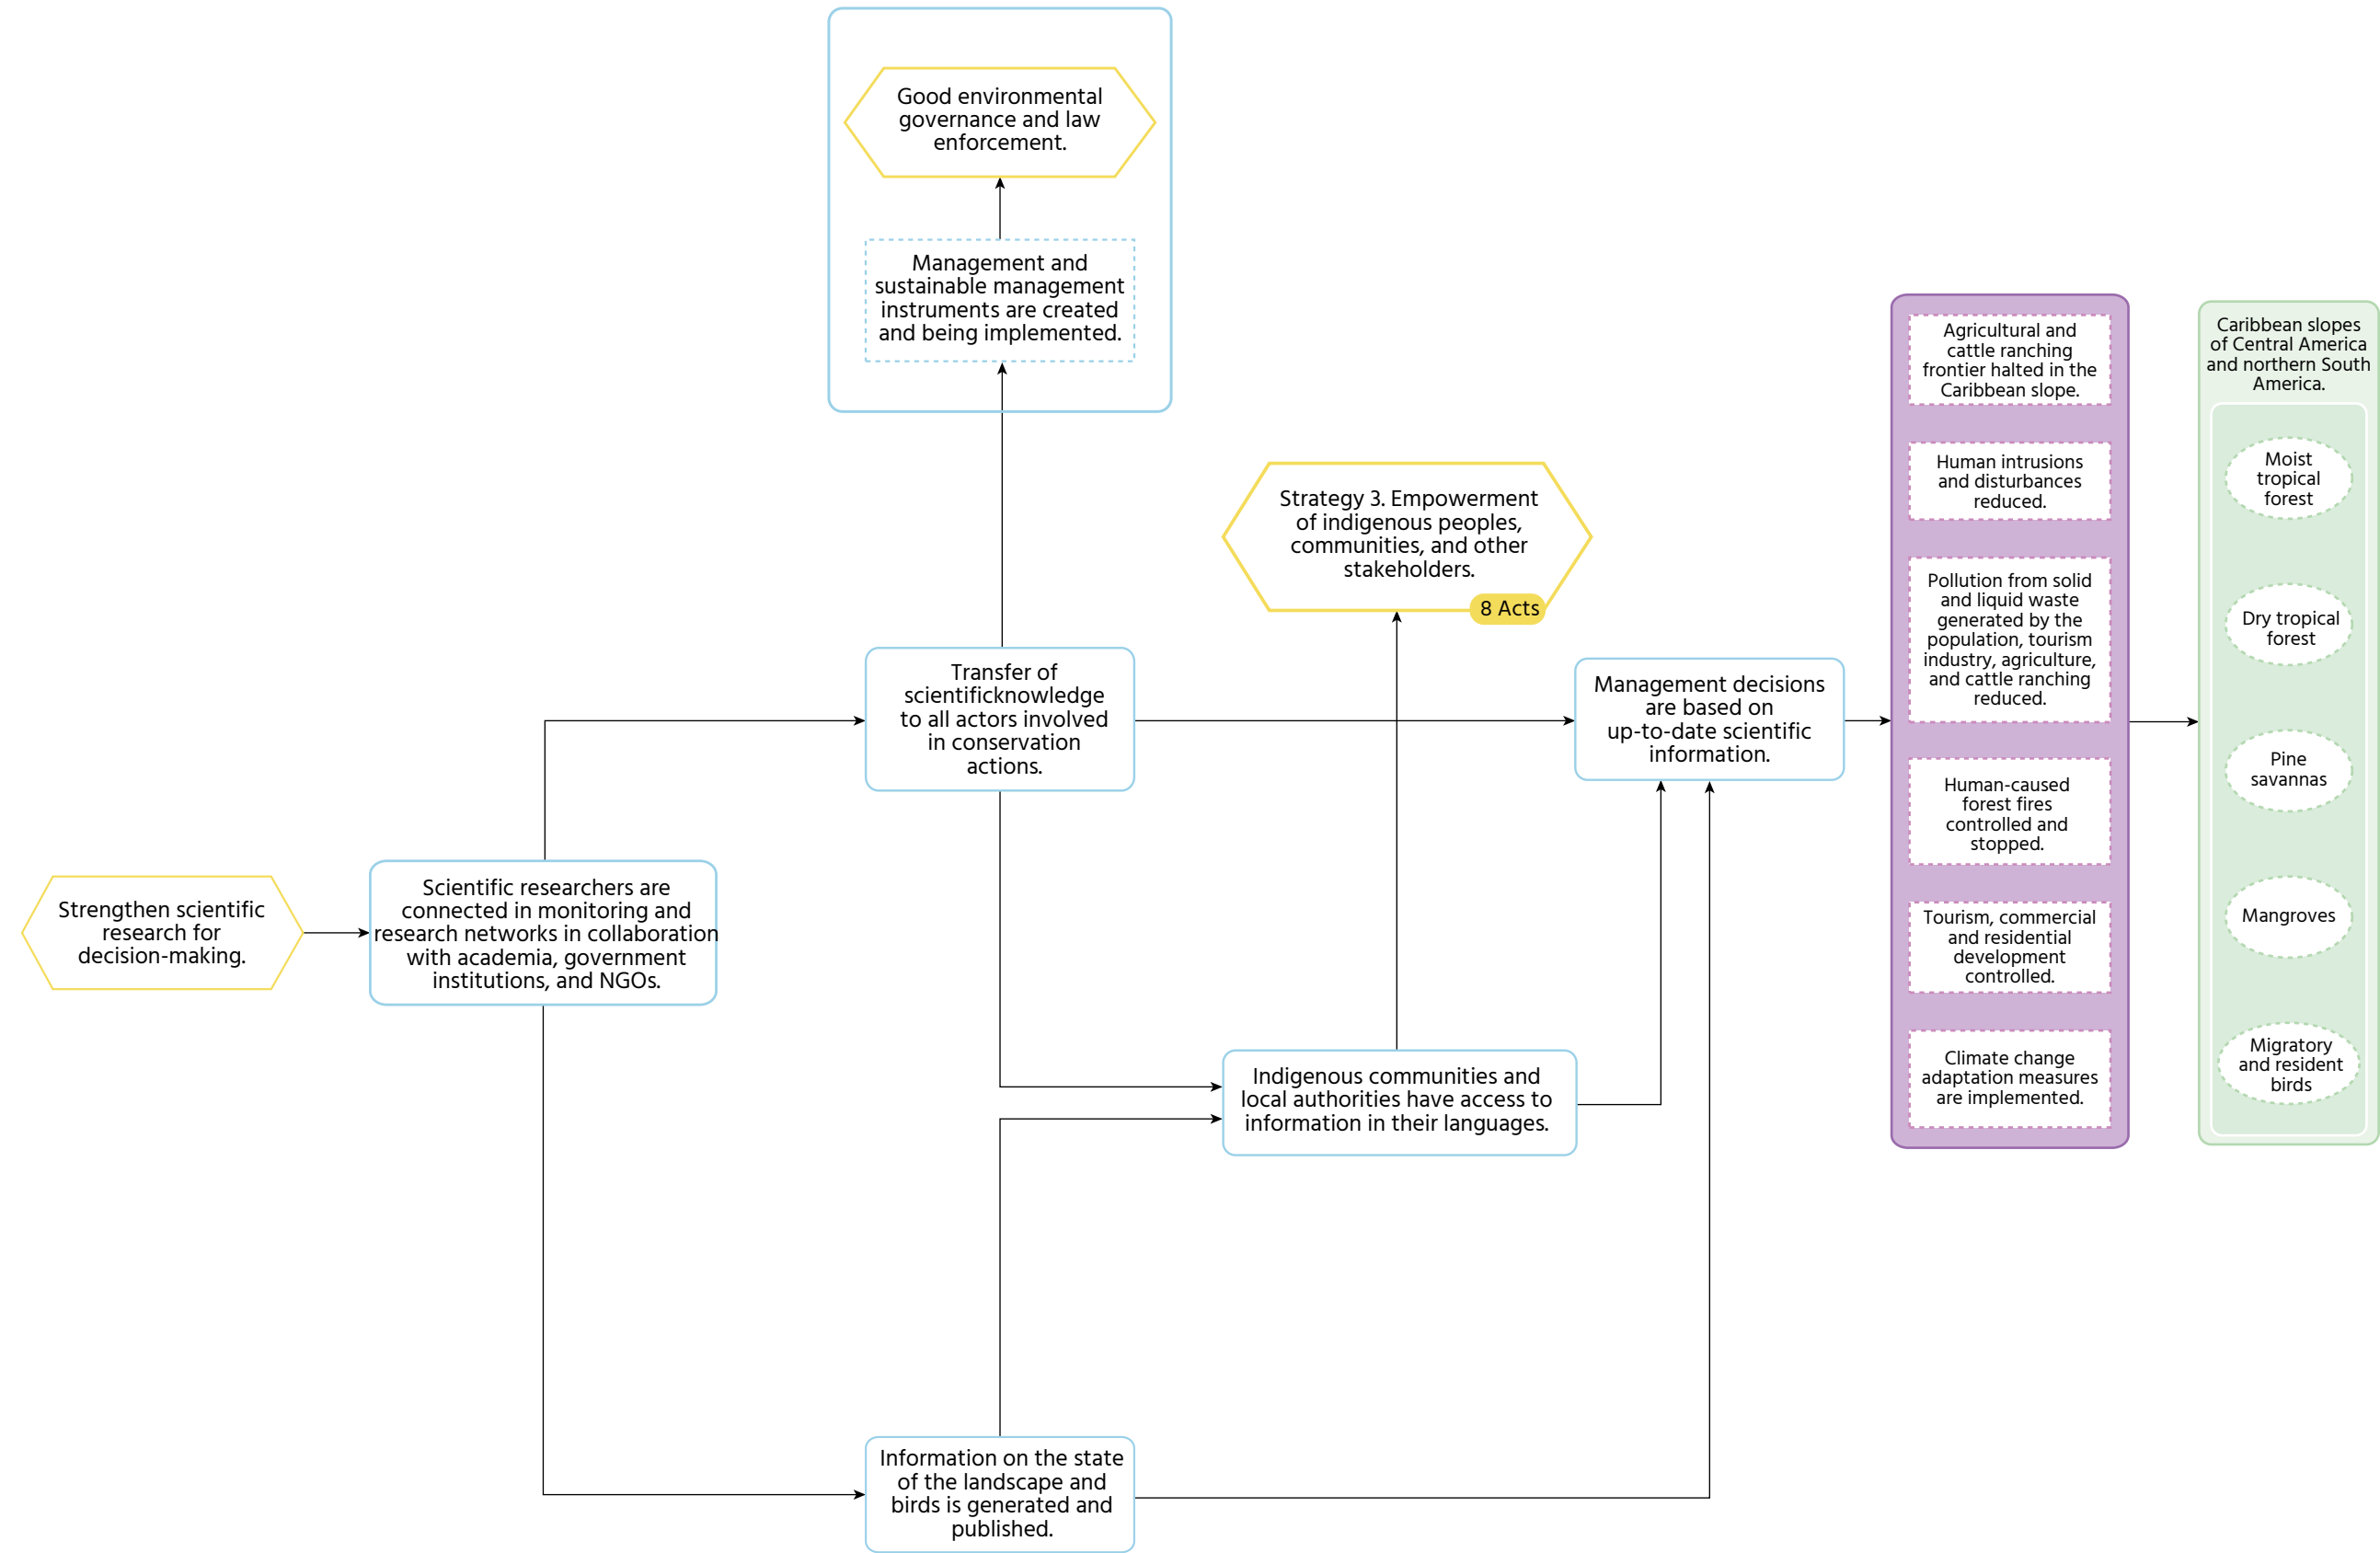 Good environmental
governance and law
enforcement.
Management and
sustainable management
instruments are created
and being implemented.
Strategy 3. Empowerment
of indigenous peoples,
communities, and other
stakeholders.
8 Acts
Transfer of
scientificknowledge
to all actors involved
in conservation
actions.
Management decisions
are based on
up-to-date scientific
information.
Strengthen scientific
research for
decision-making.
Scientific researchers are
connected in monitoring and
research networks in collaboration
with academia, government
institutions, and NGOs.
Indigenous communities and
local authorities have access to
information in their languages.
Information on the state
of the landscape and
birds is generated and
published.
Agricultural and
cattle ranching
frontier halted in the
Caribbean slope.
Human intrusions
and disturbances
reduced.
Pollution from solid
and liquid waste
generated by the
population, tourism
industry, agriculture,
and cattle ranching
reduced.
Human-caused
forest fires
controlled and
stopped.
Tourism, commercial
and residential
development
controlled.
Climate change
adaptation measures
are implemented.
Caribbean slopes
of Central America
and northern South
America.
Moist
tropical
forest
Dry tropical
forest
Pine
savannas
Mangroves
Migratory
and resident
birds